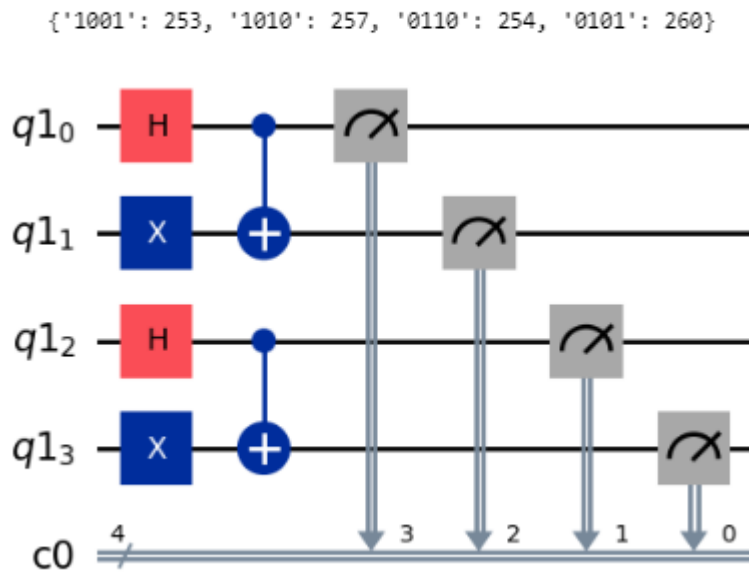 {'1001': 253, '1010': 257, '0110': 254, '0101': 260}
q1₀ H
q1₁ X
q1₂ H
q1₃ X
c0 4 3 2 1 0